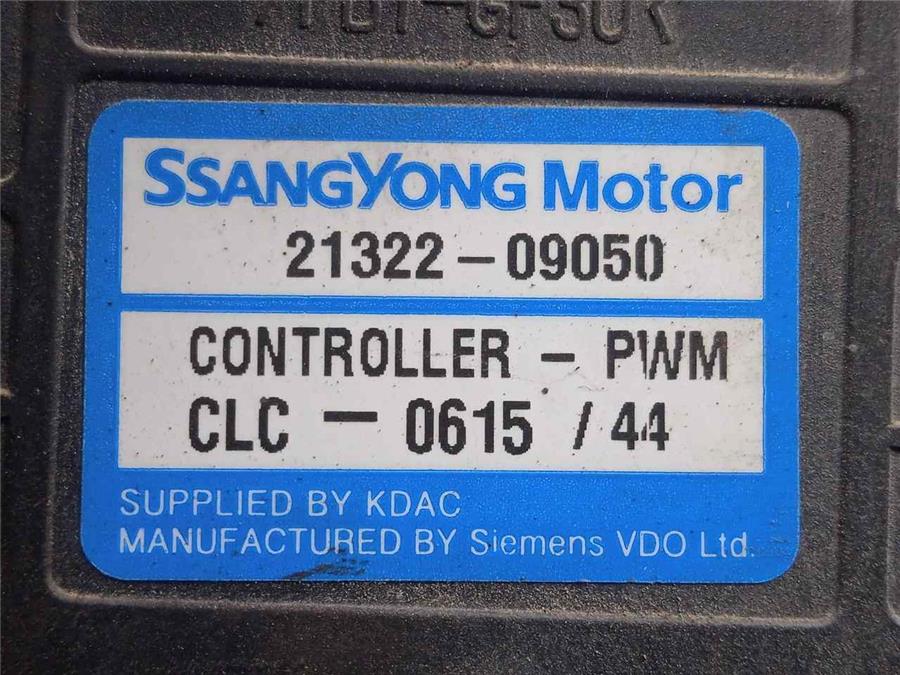 SSANGYONG Motor
21322-09050
CONTROLLER - PWM
CLC - 0615 / 44
SUPPLIED BY KDAC
MANUFACTURED BY Siemens VDO Ltd.